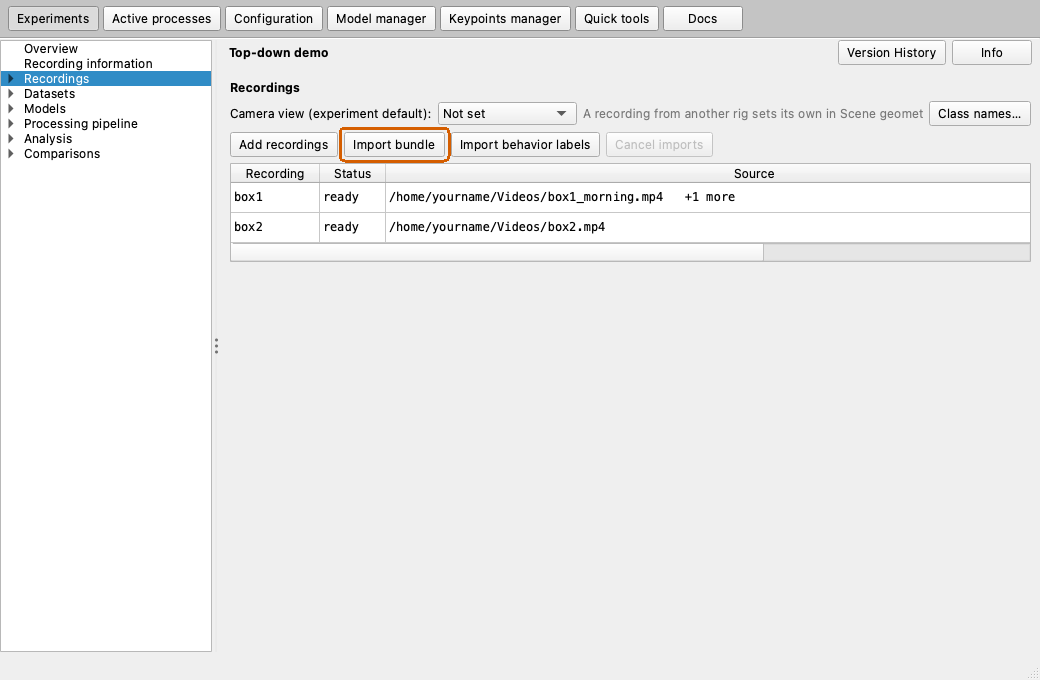 Experiments Active processes Configuration Model manager Keypoints manager Quick tools Docs
Overview
Recording information
Recordings
Datasets
Models
Processing pipeline
Analysis
Comparisons
Top-down demo Version History Info
Recordings
Camera view (experiment default): Not set A recording from another rig sets its own in Scene geomet Class names...
Add recordings Import bundle Import behavior labels Cancel imports
Recording Status Source
box1 ready /home/yourname/Videos/box1_morning.mp4 +1 more
box2 ready /home/yourname/Videos/box2.mp4